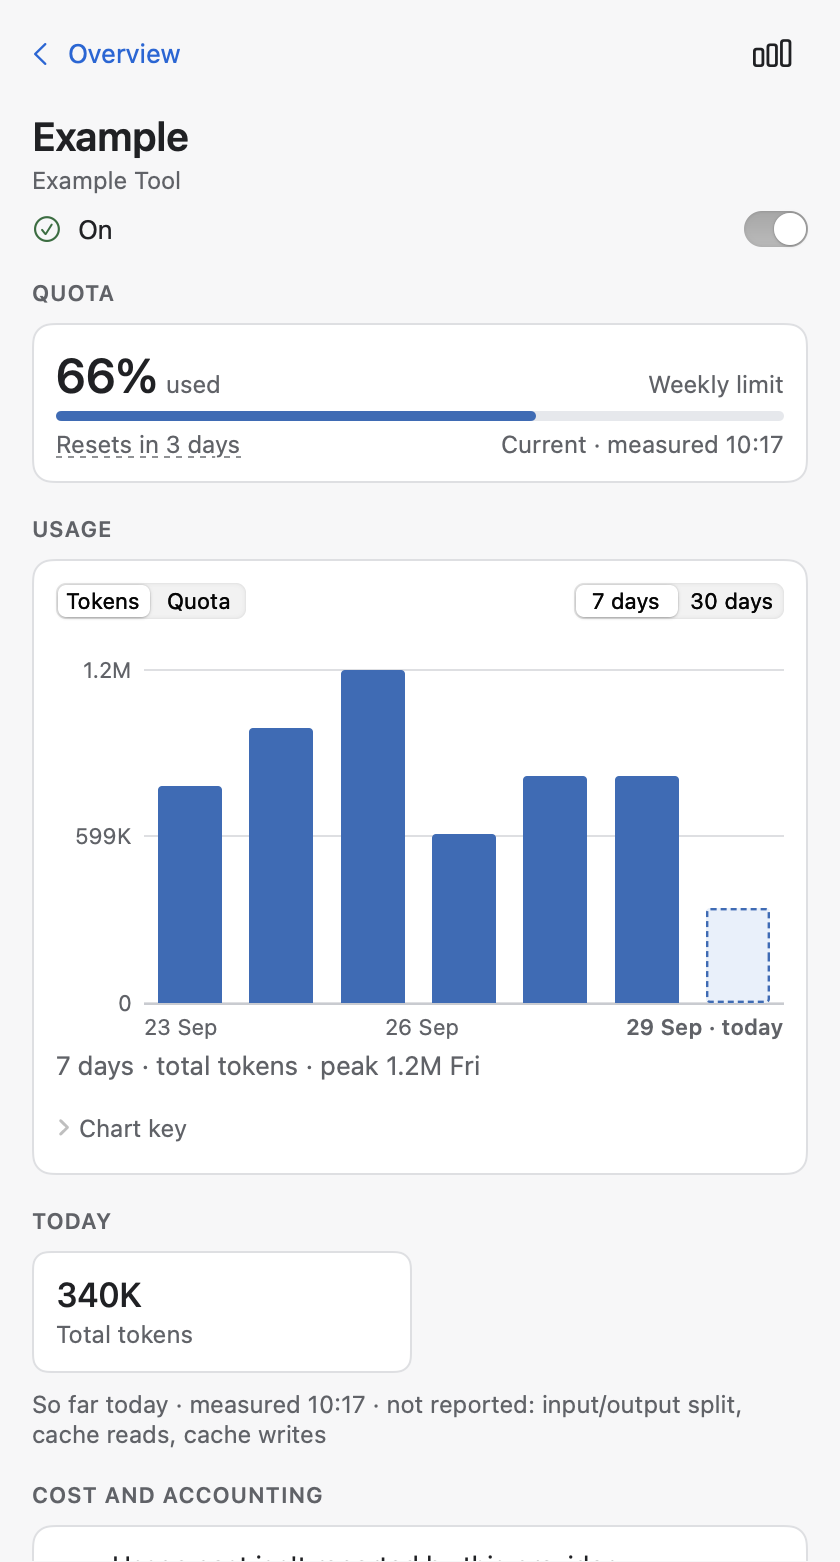 Overview
Example
Example Tool
On
QUOTA
66% used Weekly limit
Resets in 3 days Current · measured 10:17
USAGE
Tokens Quota 7 days 30 days
1.2M
599K
0
23 Sep 26 Sep 29 Sep · today
7 days · total tokens · peak 1.2M Fri
Chart key
TODAY
340K
Total tokens
So far today · measured 10:17 · not reported: input/output split,
cache reads, cache writes
COST AND ACCOUNTING